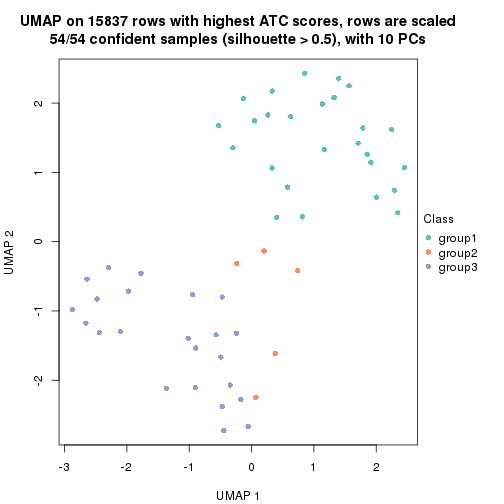 UMAP on 15837 rows with highest ATC scores, rows are scaled
54/54 confident samples (silhouette > 0.5), with 10 PCs
2
1
0
-1
-2
UMAP 2
-3
-2
-1
0
1
2
UMAP 1
Class
group1
group2
group3